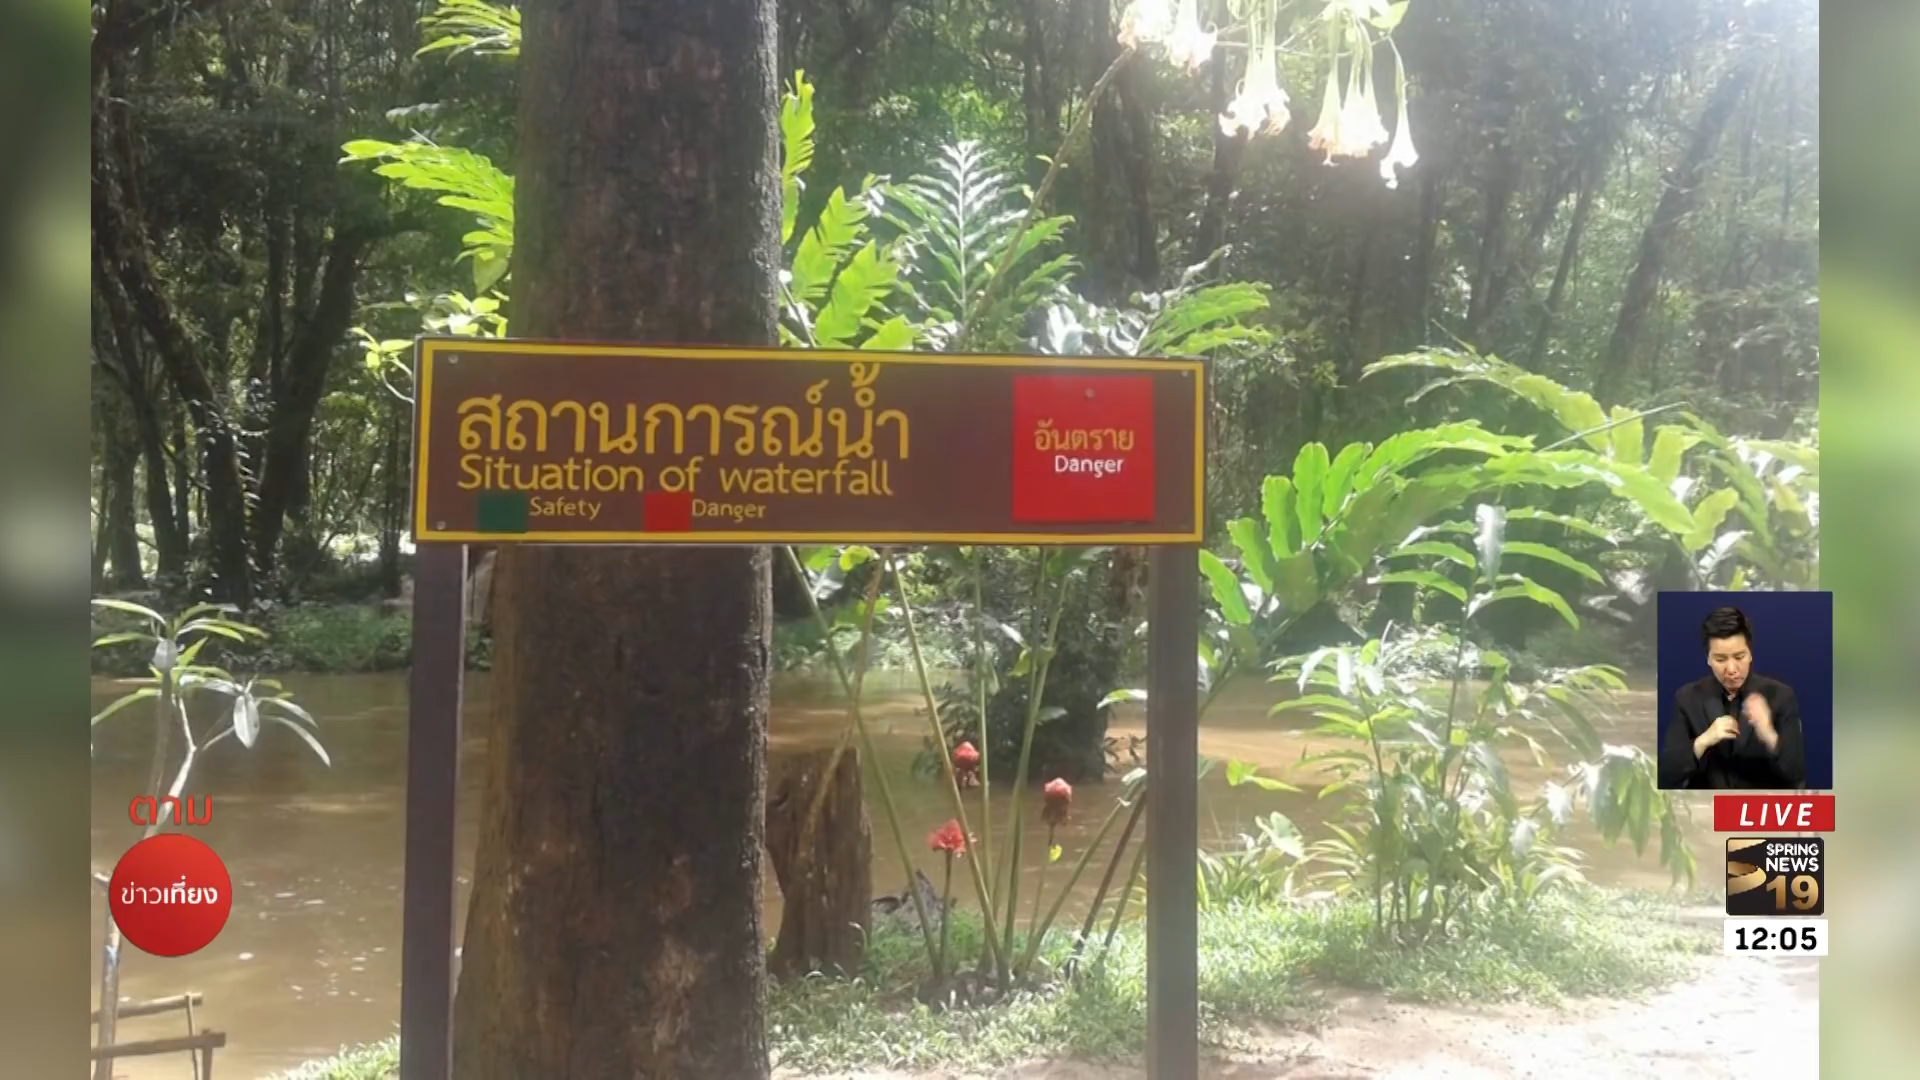 สถานการณ์น้ำ
Situation of waterfall
Safety
Danger
อันตราย
Danger
ตาม
ข่าวเที่ยง
LIVE
SPRING
NEWS
19
12:05